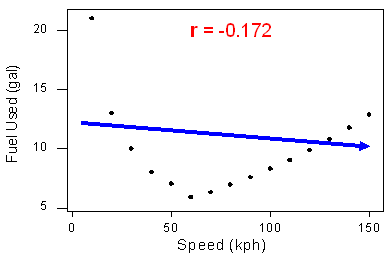 r = -0.172
Fuel Used (gal)
20
15
10
5
0 50 100 150
Speed (kph)